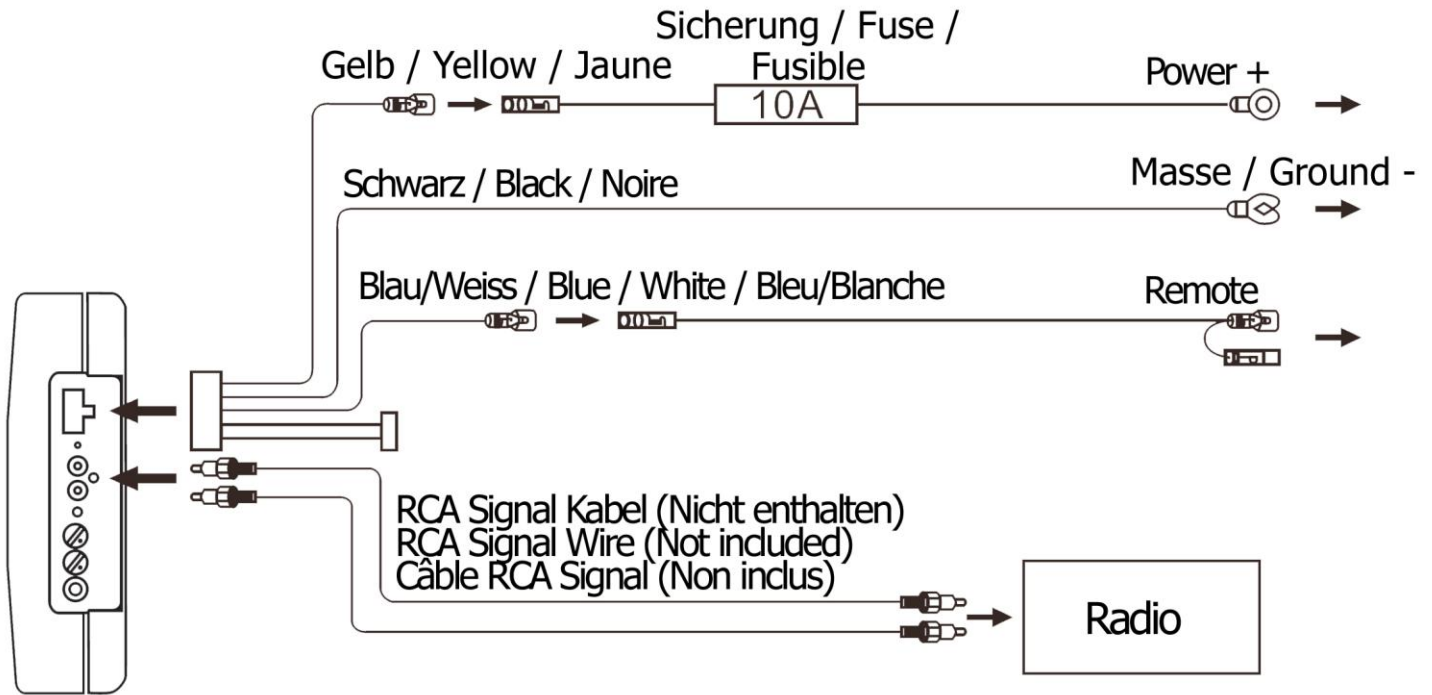 Sicherung / Fuse /
Fusible
Gelb / Yellow / Jaune
10A
Power +
Schwarz / Black / Noire
Masse / Ground -
Blau/Weiss / Blue / White / Bleu/Blanche
Remote
RCA Signal Kabel (Nicht enthalten)
RCA Signal Wire (Not included)
Câble RCA Signal (Non inclus)
Radio